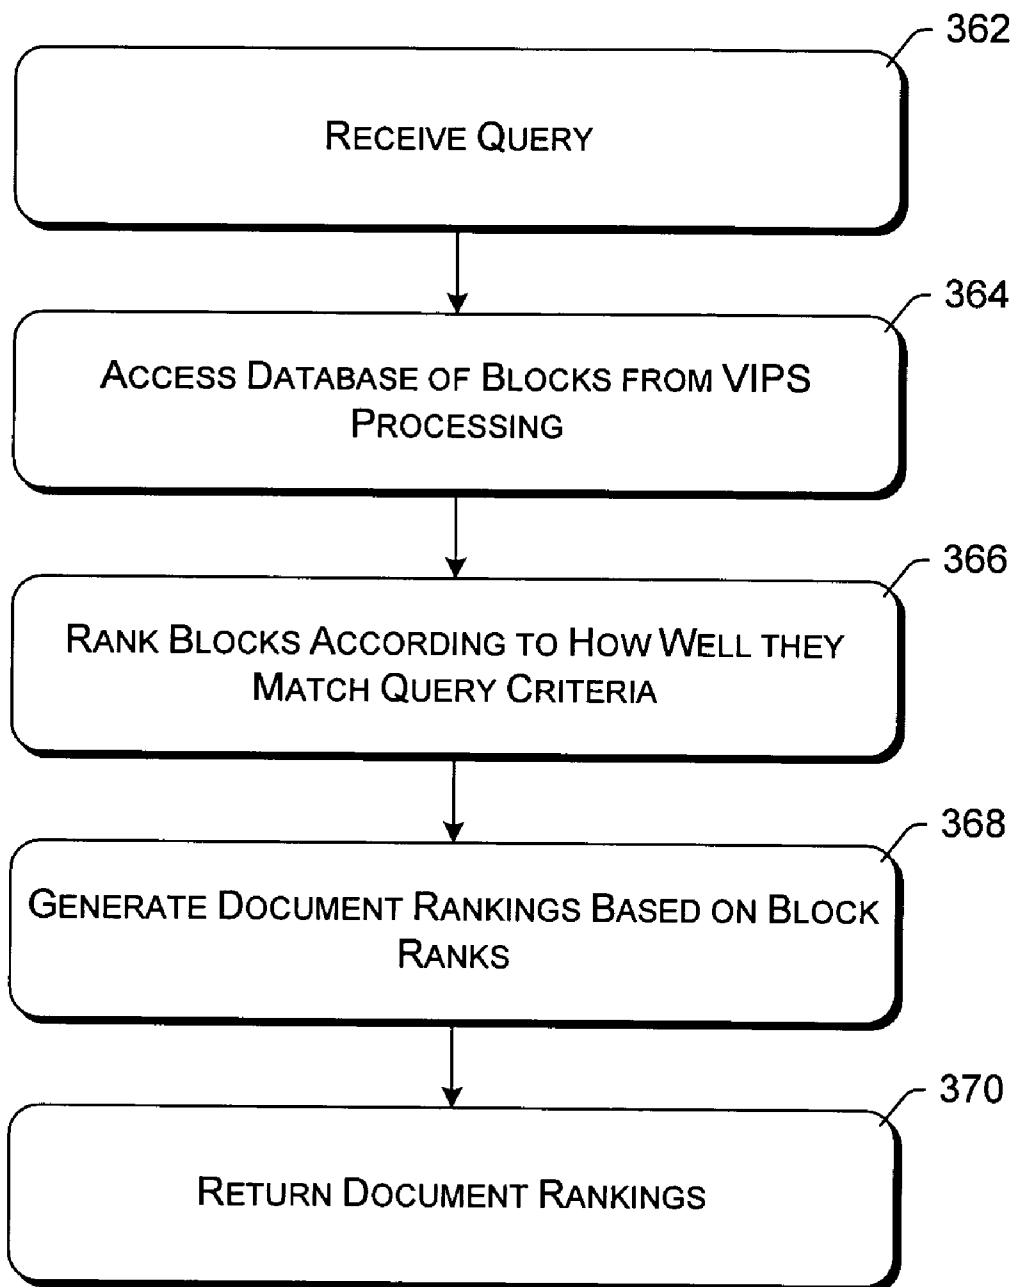 362
RECEIVE QUERY
364
ACCESS DATABASE OF BLOCKS FROM VIPS
PROCESSING
366
RANK BLOCKS ACCORDING TO HOW WELL THEY
MATCH QUERY CRITERIA
368
GENERATE DOCUMENT RANKINGS BASED ON BLOCK
RANKS
370
RETURN DOCUMENT RANKINGS